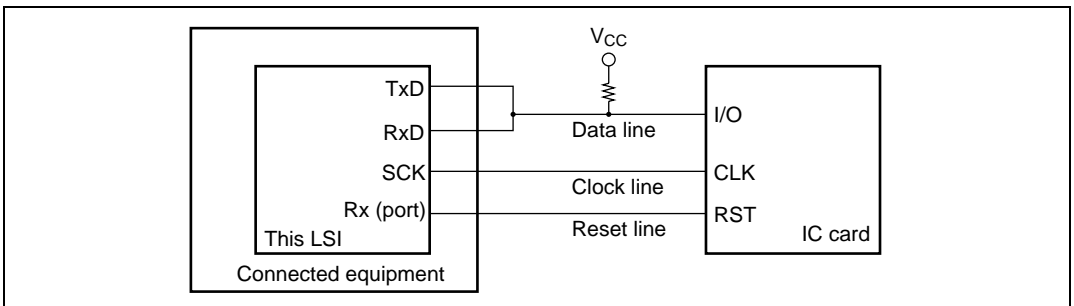 VCC
TxD
I/O
RxD
Data line
SCK
CLK
Clock line
Rx (port)
RST
Reset line
This LSI
IC card
Connected equipment